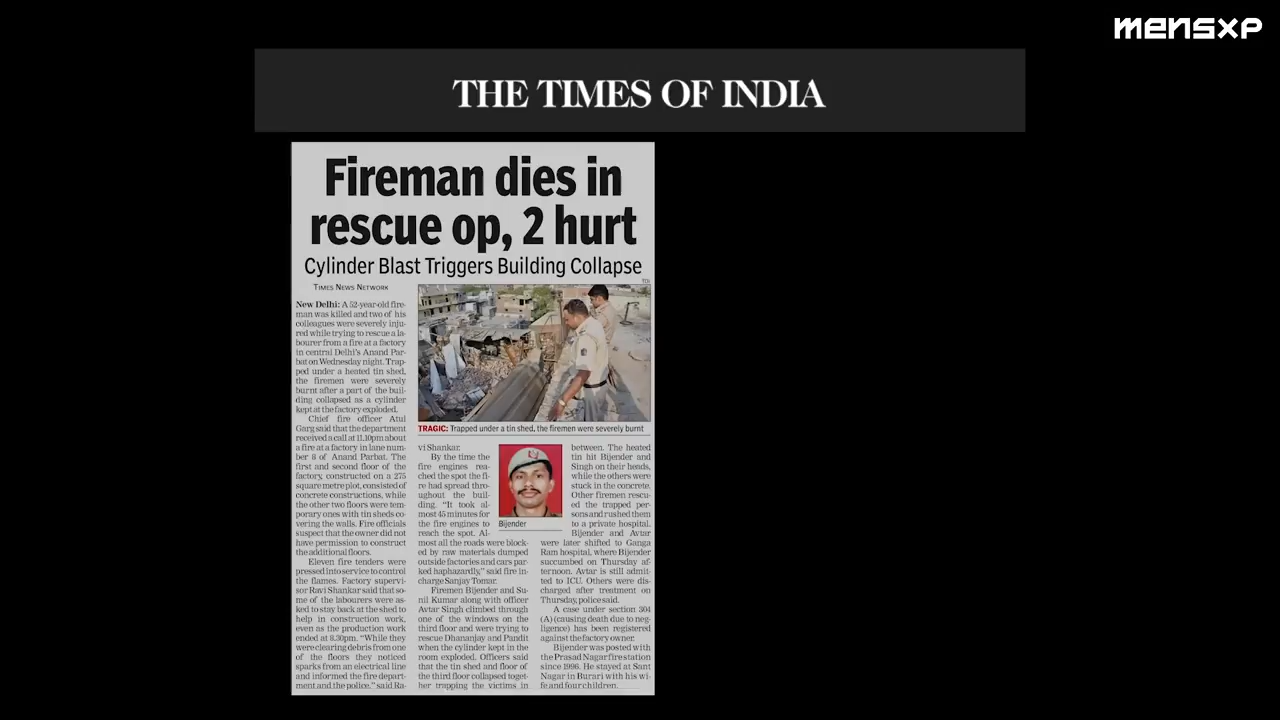 mensxp
THE TIMES OF INDIA
Fireman dies in
rescue op, 2 hurt
Cylinder Blast Triggers Building Collapse
TIMES NEWS NETWORK
New Delhi: A 52-year-old fire-
man was killed and two of his
colleagues were severely inju-
red while trying to rescue a la-
bourer from a fire at a factory
in central Delhi's Anand Par-
bat on Wednesday night. Trap-
ped under a heated tin shed,
the firemen were severely
burnt after a part of the buil-
ding collapsed as a cylinder
kept at the factory exploded.
Chief fire officer Atul
Garg said that the department
received a call at 11.10pm about
a fire at a factory in lane num-
ber 8 of Anand Parbat. The
first and second floor of the
factory, constructed on a 275
square metre plot, consisted of
concrete constructions, while
the other two floors were tem-
porary ones with tin sheds co-
vering the walls. Fire officials
suspect that the owner did not
have permission to construct
the additional floors.
Eleven fire tenders were
pressed into service to control
the flames. Factory supervi-
sor Ravi Shankar said that so-
me of the labourers were as-
ked to stay back at the shed to
help in construction work,
even as the production work
ended at 8.30pm. "While they
were clearing debris from one
of the floors they noticed
sparks from an electrical line
and informed the fire depart-
ment and the police," said Ra-
TOI
TRAGIC: Trapped under a tin shed, the firemen were severely burnt
vi Shankar.
By the time the
fire engines rea-
ched the spot the fi-
re had spread thro-
ughout the buil-
ding. "It took al-
most 45 minutes for
the fire engines to
reach the spot. Al-
most all the roads were block-
ed by raw materials dumped
outside factories and cars par-
ked haphazardly," said fire in-
charge Sanjay Tomar.
Firemen Bijender and Su-
nil Kumar along with officer
Avtar Singh climbed through
one of the windows on the
third floor and were trying to
rescue Dhananjay and Pandit
when the cylinder kept in the
room exploded. Officers said
that the tin shed and floor of
the third floor collapsed toget-
her trapping the victims in
Bijender
between. The heated
tin hit Bijender and
Singh on their heads,
while the others were
stuck in the concrete.
Other firemen rescu-
ed the trapped per-
sons and rushed them
to a private hospital.
Bijender and Avtar
were later shifted to Ganga
Ram hospital, where Bijender
succumbed on Thursday af-
ternoon. Avtar is still admit-
ted to ICU. Others were dis-
charged after treatment on
Thursday, police said.
A case under section 304
(A) (causing death due to neg-
ligence) has been registered
against the factory owner.
Bijender was posted with
the Prasad Nagar fire station
since 1996. He stayed at Sant
Nagar in Burari with his wi-
fe and four children.